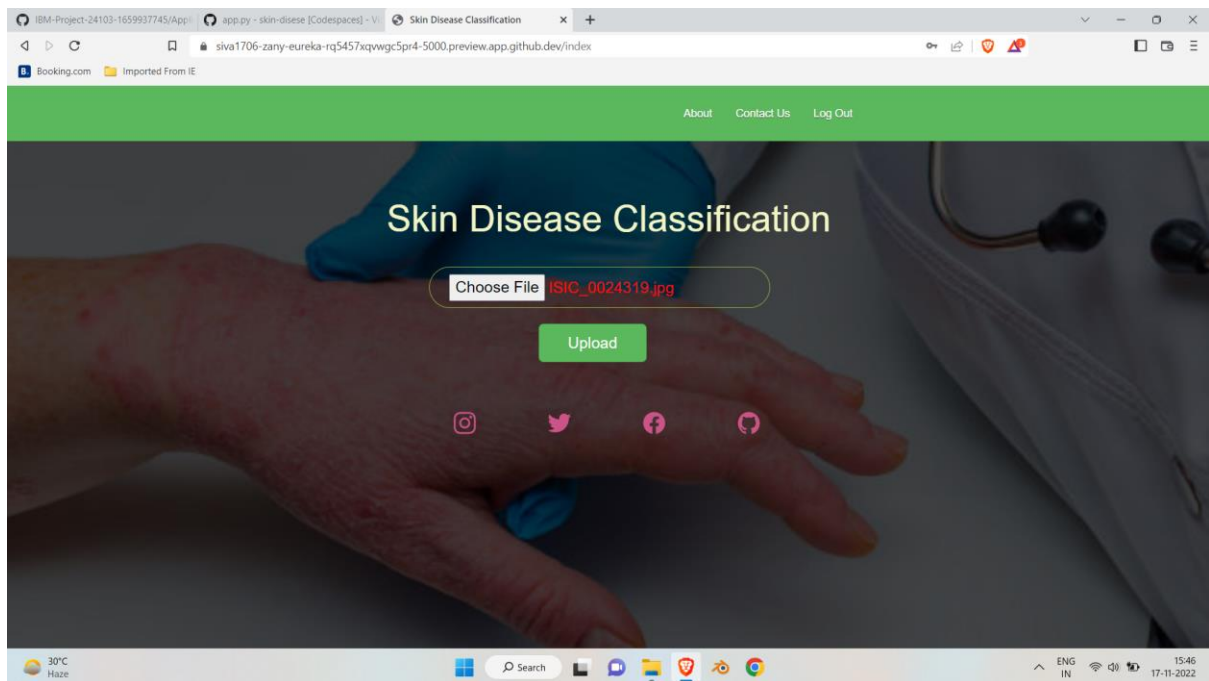 IBM-Project-24103-1659937745/Appli
app.py - skin-disese [Codespaces] - Vi
Skin Disease Classification
siva1706-zany-eureka-rq5457xqvwgc5pr4-5000.preview.app.github.dev/index
B. Booking.com
Imported From IE
About
Contact Us
Log Out
Skin Disease Classification
Choose File ISIC_0024319.jpg
Upload
30°C
Haze
Search
ENG
IN
15:46
17-11-2022